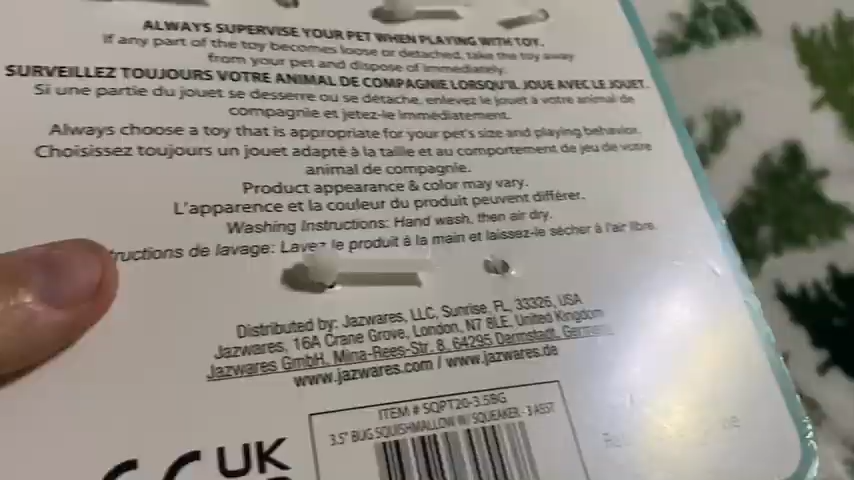 ALWAYS SUPERVISE YOUR PET WHEN PLAYING WITH TOY.
If any part of the toy becomes loose or detached, take the toy away
from your pet and dispose of immediately.
SURVEILLEZ TOUJOURS VOTRE ANIMAL DE COMPAGNIE LORSQU'IL JOUE AVEC LE JOUET.
Si une partie du jouet se desserre ou se détache, enlevez le jouet à votre animal de
compagnie et jetez-le immédiatement.
Always choose a toy that is appropriate for your pet's size and playing behavior.
Choisissez toujours un jouet adapté à la taille et au comportement de jeu de votre
animal de compagnie.
Product appearance & color may vary.
L'apparence et la couleur du produit peuvent différer.
Washing Instructions: Hand wash, then air dry.
tructions de lavage: Lavez le produit à la main et laissez-le sécher à l'air libre.
Distributed by: Jazwares, LLC, Sunrise, FL, 33326, USA
Jazwares, 16A Crane Grove, London, N7 8LE, United Kingdom
Jazwares GmbH, Mina-Rees-Str. 8, 64295 Darmstadt, Germany
www.jazwares.com / www.jazwares.de
ITEM # SQPT20-3.5BG
3.5" BUG SQUISHMALLOW W/ SQUEAKER - 3 ASST
UK